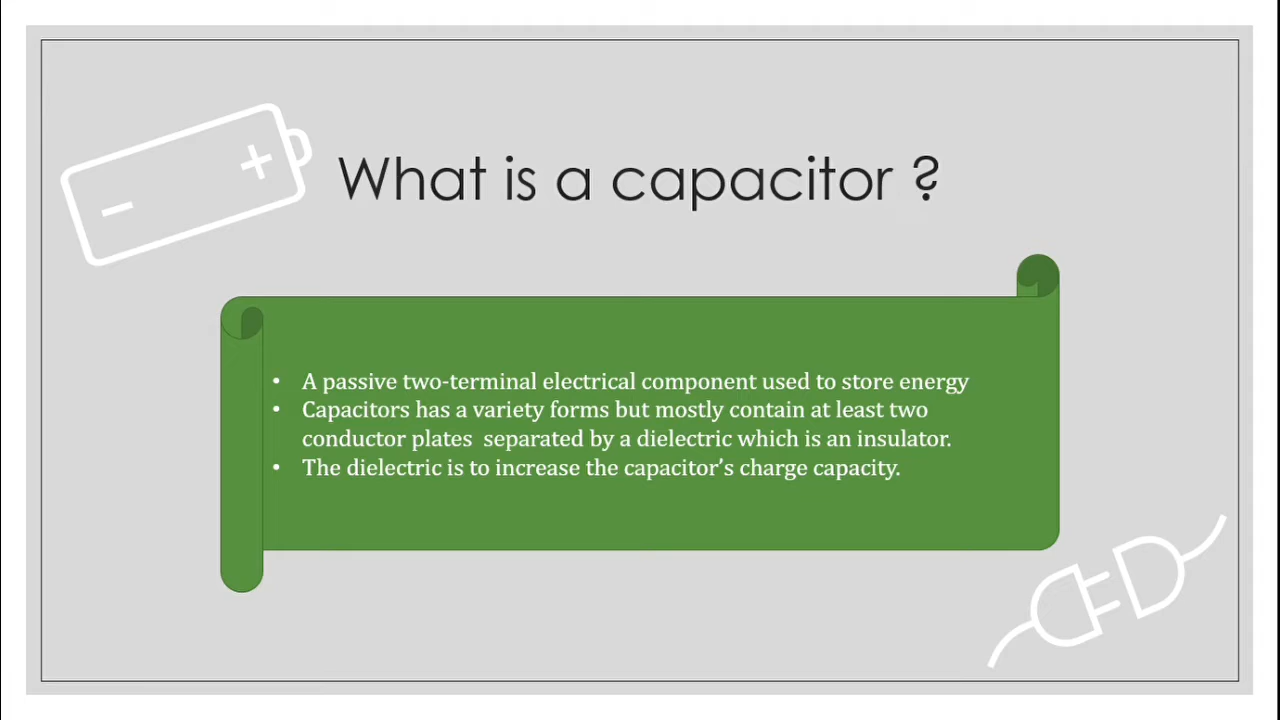 What is a capacitor ?
• A passive two-terminal electrical component used to store energy
• Capacitors has a variety forms but mostly contain at least two
conductor plates  separated by a dielectric which is an insulator.
• The dielectric is to increase the capacitor’s charge capacity.